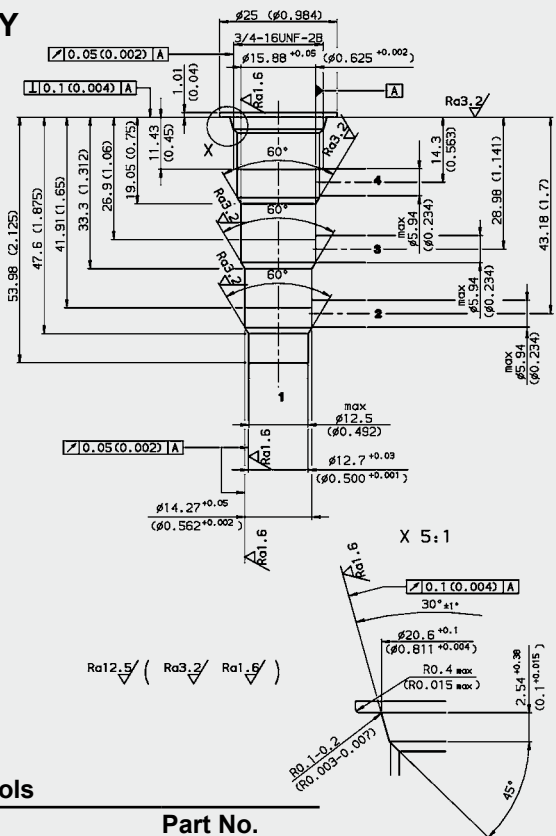 Y
ø25 (ø0.984)
3/4-16UNF-2B
↗ 0.05(0.002) A
ø15.88 +0.05 (ø0.625 +0.002)
⊥ 0.1(0.004) A
1.01
(0.04)
Ra1.6
A
Ra3.2
X
Ra3.2
11.43
(0.45)
19.05 (0.75)
26.9 (1.06)
33.3 (1.312)
41.91 (1.65)
47.6 (1.875)
53.98 (2.125)
60°
Ra3.2
4
14.3
(0.563)
28.98 (1.141)
43.18 (1.7)
max
ø5.94
(ø0.234)
60°
Ra3.2
3
max
ø5.94
(ø0.234)
60°
2
max
ø5.94
(ø0.234)
1
max
ø12.5
(ø0.492)
↗ 0.05(0.002) A
Ra1.6
ø12.7 +0.03
(ø0.500 +0.001)
ø14.27 +0.05
(ø0.562 +0.002)
Ra1.6
X 5:1
Ra1.6
↗ 0.1(0.004) A
30° ±1°
ø20.6 +0.1
(ø0.811 +0.004)
R0.4 max
(R0.015 max)
2.54 +0.38
(0.1 +0.015)
R0.1-0.2
(R0.003-0.007)
45°
Ra12.5 ( Ra3.2 Ra1.6 )
ols
Part No.